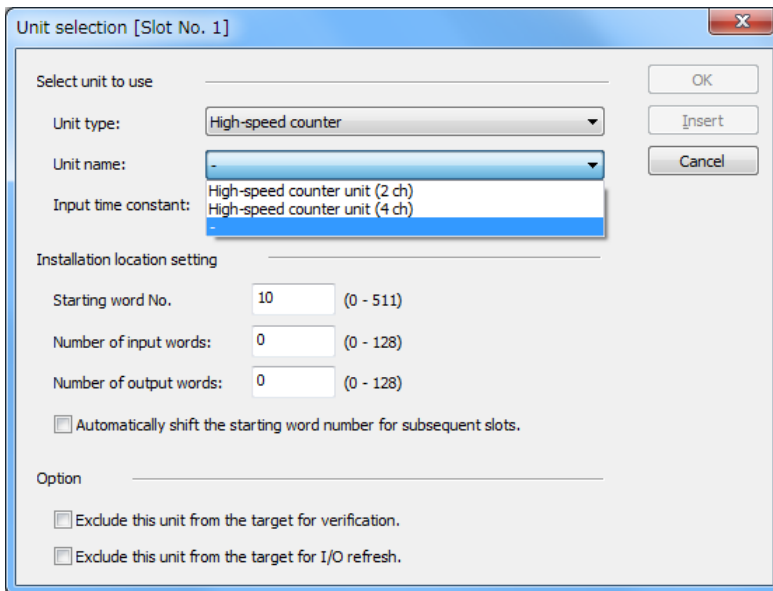 Unit selection [Slot No. 1]
Select unit to use
OK
Unit type: High-speed counter
Insert
Unit name: -
Cancel
High-speed counter unit (2 ch)
Input time constant: High-speed counter unit (4 ch)
-
Installation location setting
Starting word No. 10 (0 - 511)
Number of input words: 0 (0 - 128)
Number of output words: 0 (0 - 128)
Automatically shift the starting word number for subsequent slots.
Option
Exclude this unit from the target for verification.
Exclude this unit from the target for I/O refresh.